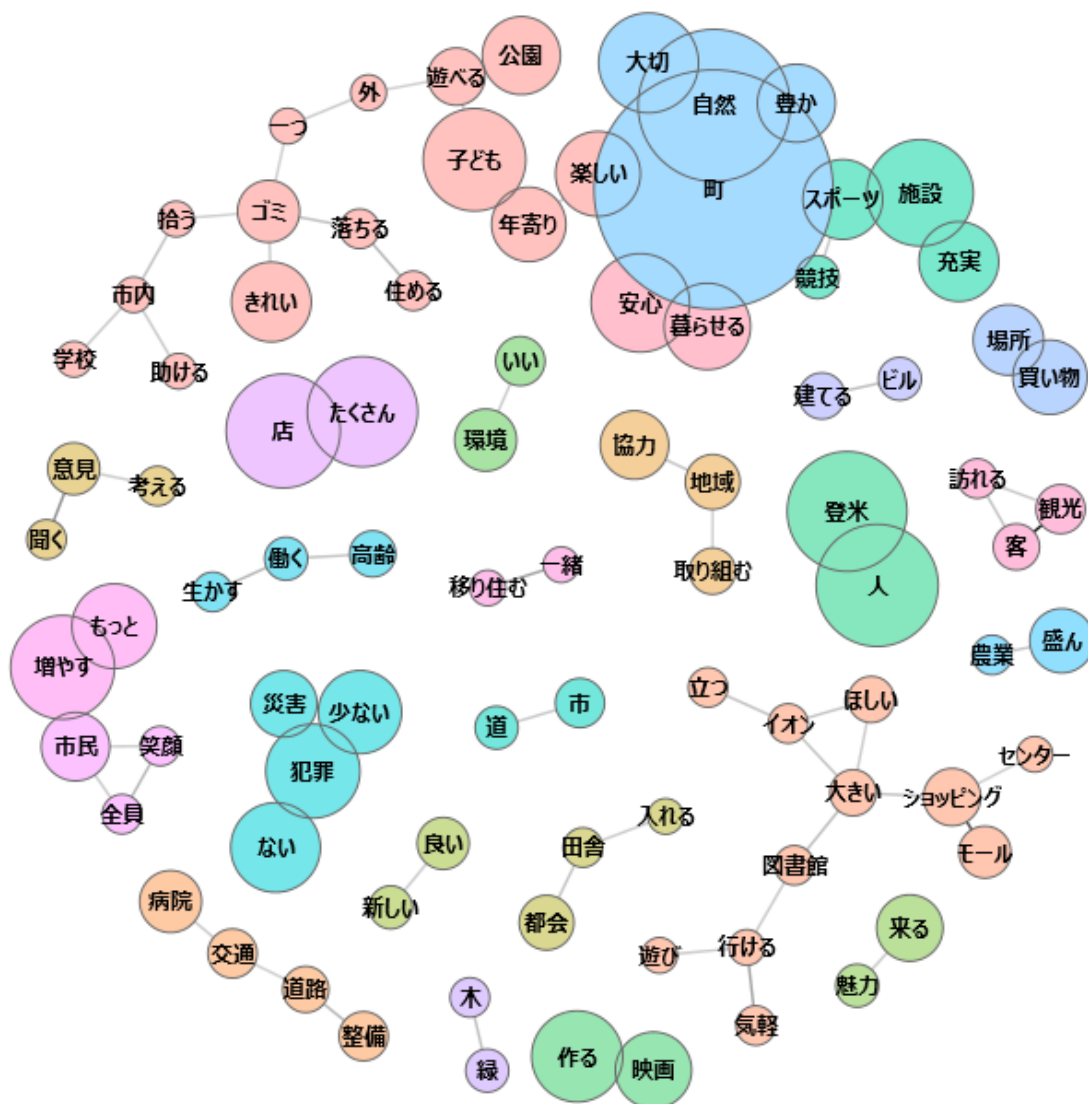 公園
大切
遊べる
外
自然
豊か
一つ
子ども
楽しい
町
スポーツ
施設
拾う
ゴミ
落ちる
年寄り
充実
競技
市内
きれい
住める
安心
暮らせる
学校
助ける
場所
買い物
いい
ビル
建てる
店
たくさん
環境
協力
意見
考える
地域
登米
訪れる
観光
聞く
働く
高齢
客
生かす
移り住む
一緒
取り組む
人
もっと
増やす
農業
盛ん
立つ
ほしい
災害
少ない
道
市
イオン
市民
笑顔
犯罪
センター
全員
大きい
ショッピング
入れる
ない
良い
田舎
モール
図書館
病院
新しい
都会
来る
交通
遊び
行ける
魅力
道路
木
気軽
整備
緑
作る
映画